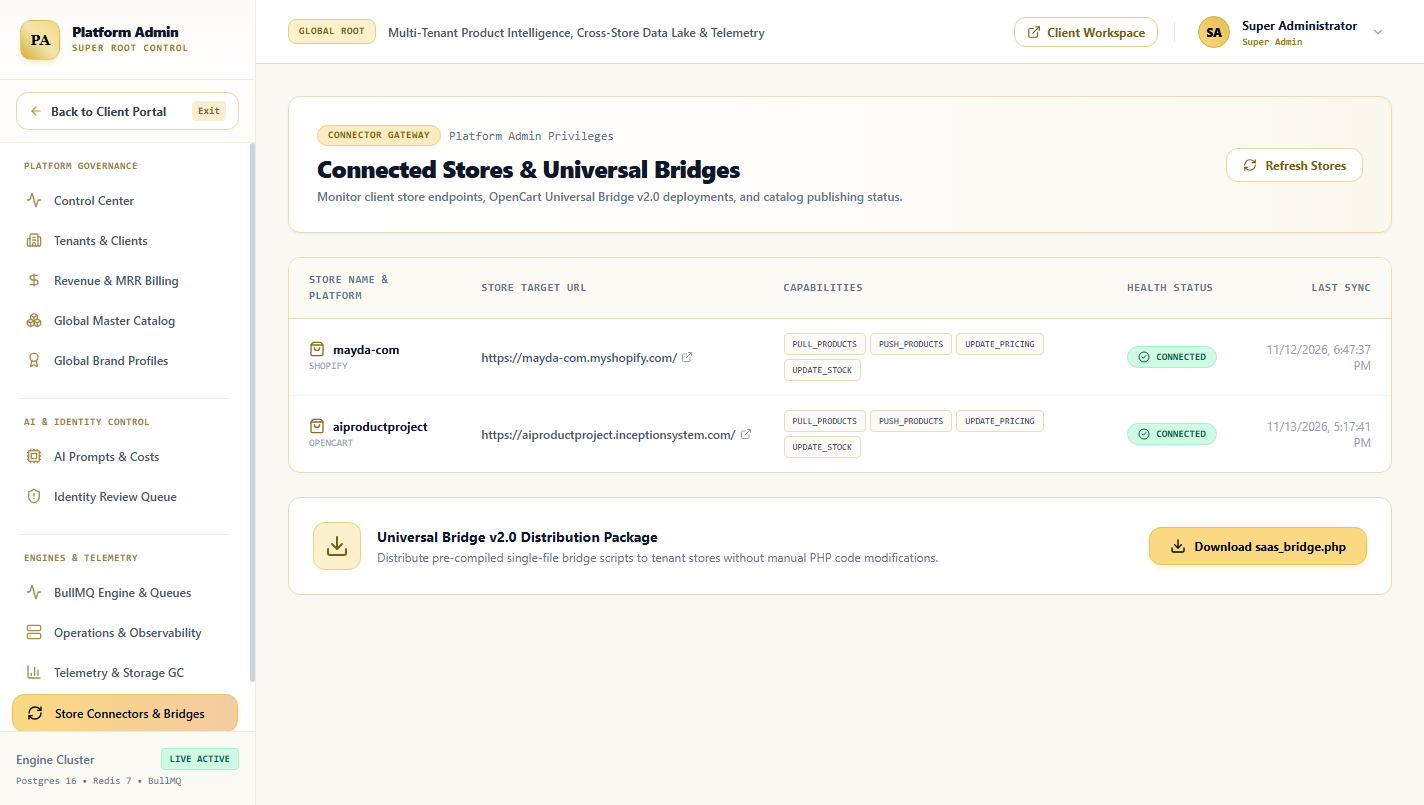 PA
Platform Admin
SUPER ROOT CONTROL
Back to Client Portal
Exit
PLATFORM GOVERNANCE
Control Center
Tenants & Clients
Revenue & MRR Billing
Global Master Catalog
Global Brand Profiles
AI & IDENTITY CONTROL
AI Prompts & Costs
Identity Review Queue
ENGINES & TELEMETRY
BullMQ Engine & Queues
Operations & Observability
Telemetry & Storage GC
Store Connectors & Bridges
Engine Cluster
LIVE ACTIVE
Postgres 16 • Redis 7 • BullMQ
GLOBAL ROOT
Multi-Tenant Product Intelligence, Cross-Store Data Lake & Telemetry
Client Workspace
SA
Super Administrator
Super Admin
CONNECTOR GATEWAY
Platform Admin Privileges
Connected Stores & Universal Bridges
Monitor client store endpoints, OpenCart Universal Bridge v2.0 deployments, and catalog publishing status.
Refresh Stores
STORE NAME &
PLATFORM
STORE TARGET URL
CAPABILITIES
HEALTH STATUS
LAST SYNC
mayda-com
SHOPIFY
https://mayda-com.myshopify.com/
PULL_PRODUCTS
PUSH_PRODUCTS
UPDATE_PRICING
UPDATE_STOCK
CONNECTED
11/12/2026, 6:47:37
PM
aiproductproject
OPENCART
https://aiproductproject.inceptionsystem.com/
PULL_PRODUCTS
PUSH_PRODUCTS
UPDATE_PRICING
UPDATE_STOCK
CONNECTED
11/13/2026, 5:17:41
PM
Universal Bridge v2.0 Distribution Package
Distribute pre-compiled single-file bridge scripts to tenant stores without manual PHP code modifications.
Download saas_bridge.php